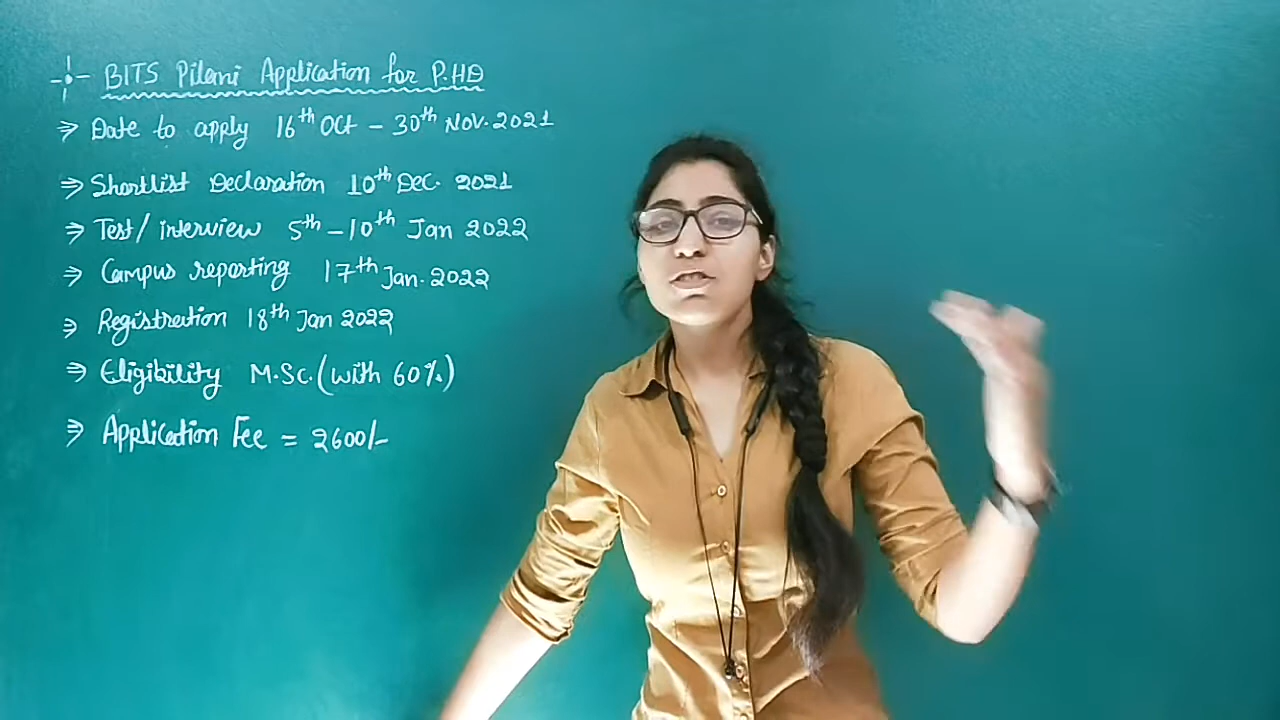 BITS Pilani Application for P.HD
⇒ Date to apply 16th Oct - 30th Nov. 2021
⇒ Shortlist Declaration 10th Dec. 2021
⇒ Test/interview 5th - 10th Jan 2022
⇒ Campus reporting 17th Jan. 2022
⇒ Registration 18th Jan 2022
⇒ Eligibility M.Sc. (with 60%)
⇒ Application Fee = 2600/-